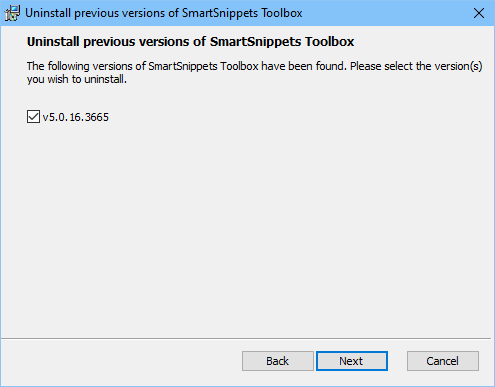 Uninstall previous versions of SmartSnippets Toolbox
Uninstall previous versions of SmartSnippets Toolbox
The following versions of SmartSnippets Toolbox have been found. Please select the version(s)
you wish to uninstall.
v5.0.16.3665
Back Next Cancel